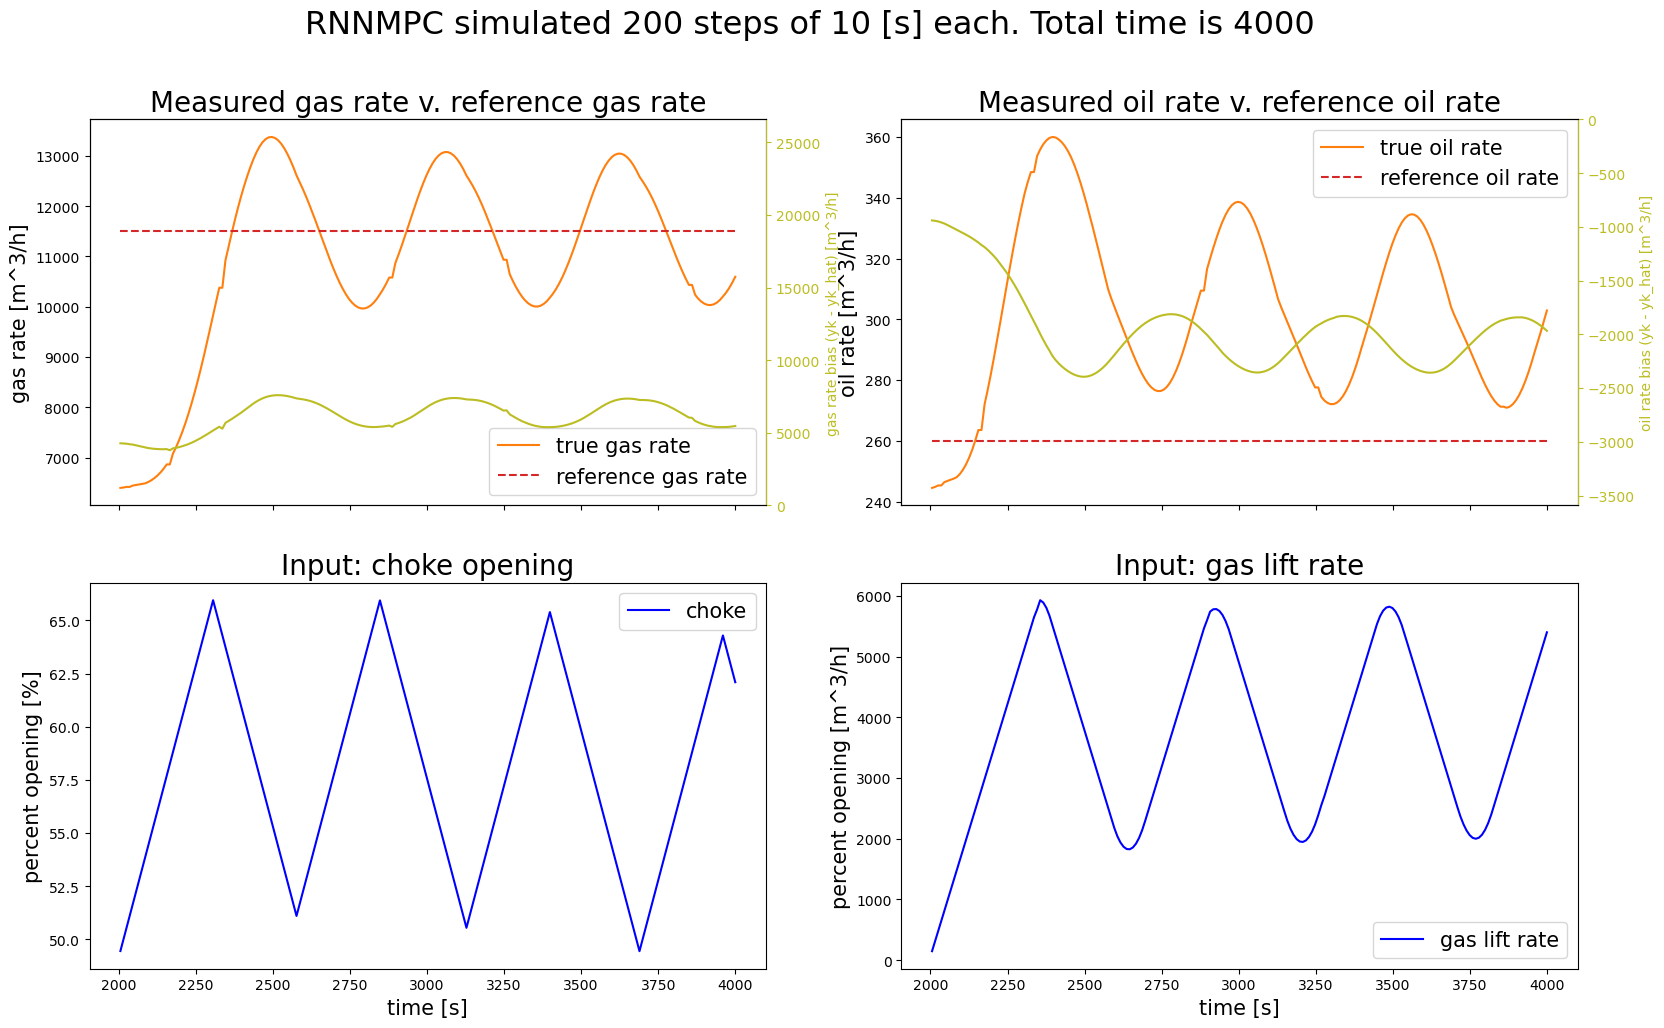 RNNMPC simulated 200 steps of 10 [s] each. Total time is 4000
Measured gas rate v. reference gas rate
gas rate [m^3/h]
13000
12000
11000
10000
9000
8000
7000
25000
20000
15000
10000
5000
0
gas rate bias (yk - yk_hat) [m^3/h]
true gas rate
reference gas rate
Measured oil rate v. reference oil rate
oil rate [m^3/h]
360
340
320
300
280
260
240
0
−500
−1000
−1500
−2000
−2500
−3000
−3500
oil rate bias (yk - yk_hat) [m^3/h]
true oil rate
reference oil rate
Input: choke opening
percent opening [%]
65.0
62.5
60.0
57.5
55.0
52.5
50.0
choke
2000 2250 2500 2750 3000 3250 3500 3750 4000
time [s]
Input: gas lift rate
percent opening [m^3/h]
6000
5000
4000
3000
2000
1000
0
gas lift rate
2000 2250 2500 2750 3000 3250 3500 3750 4000
time [s]